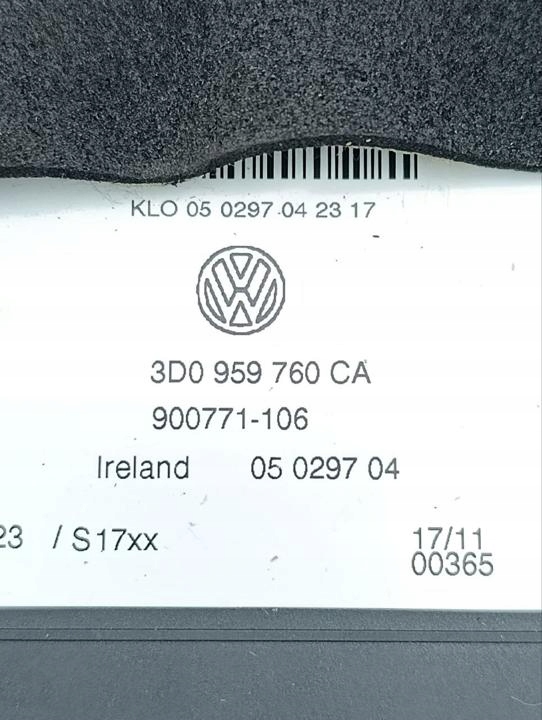 KLO 05 0297 04 23 17
3D0 959 760 CA
900771-106
Ireland 05 0297 04
23 / S17xx 17/11
00365